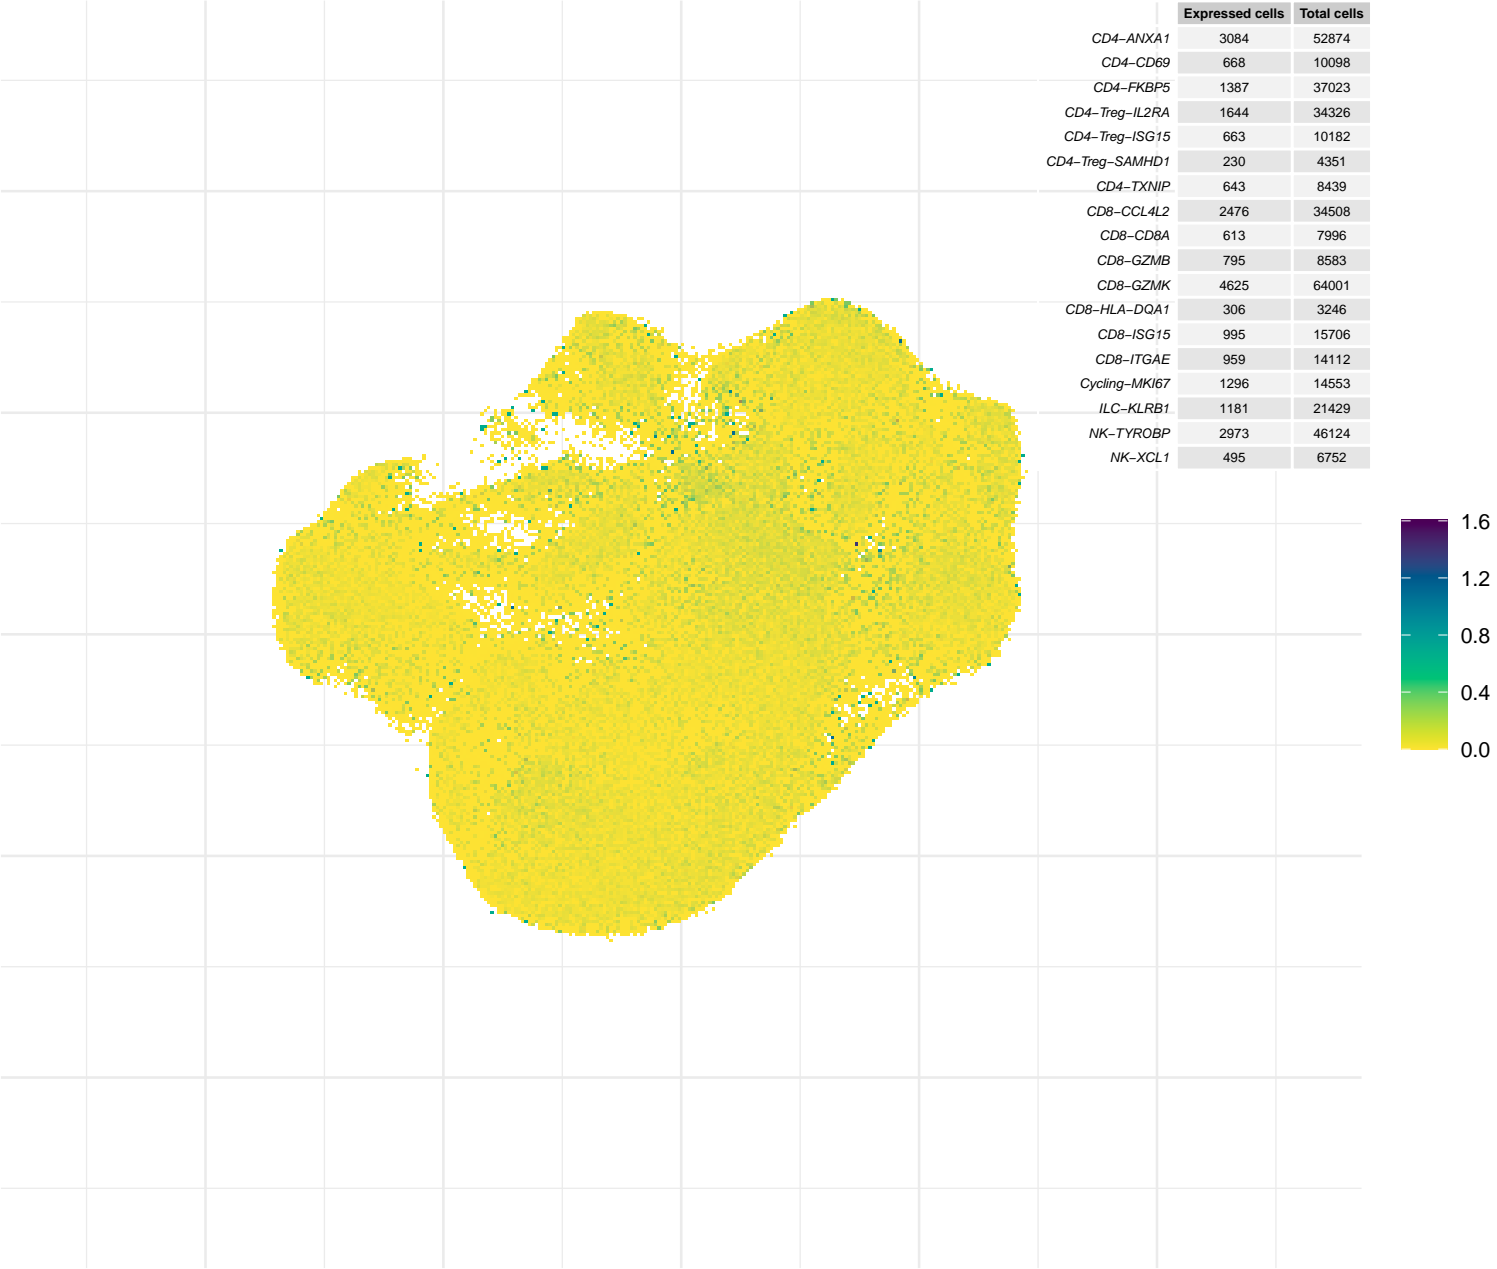 Expressed cells Total cells
CD4−ANXA1 3084 52874
CD4−CD69 668 10098
CD4−FKBP5 1387 37023
CD4−Treg−IL2RA 1644 34326
CD4−Treg−ISG15 663 10182
CD4−Treg−SAMHD1 230 4351
CD4−TXNIP 643 8439
CD8−CCL4L2 2476 34508
CD8−CD8A 613 7996
CD8−GZMB 795 8583
CD8−GZMK 4625 64001
CD8−HLA−DQA1 306 3246
CD8−ISG15 995 15706
CD8−ITGAE 959 14112
Cycling−MKI67 1296 14553
ILC−KLRB1 1181 21429
NK−TYROBP 2973 46124
NK−XCL1 495 6752
1.6
1.2
0.8
0.4
0.0